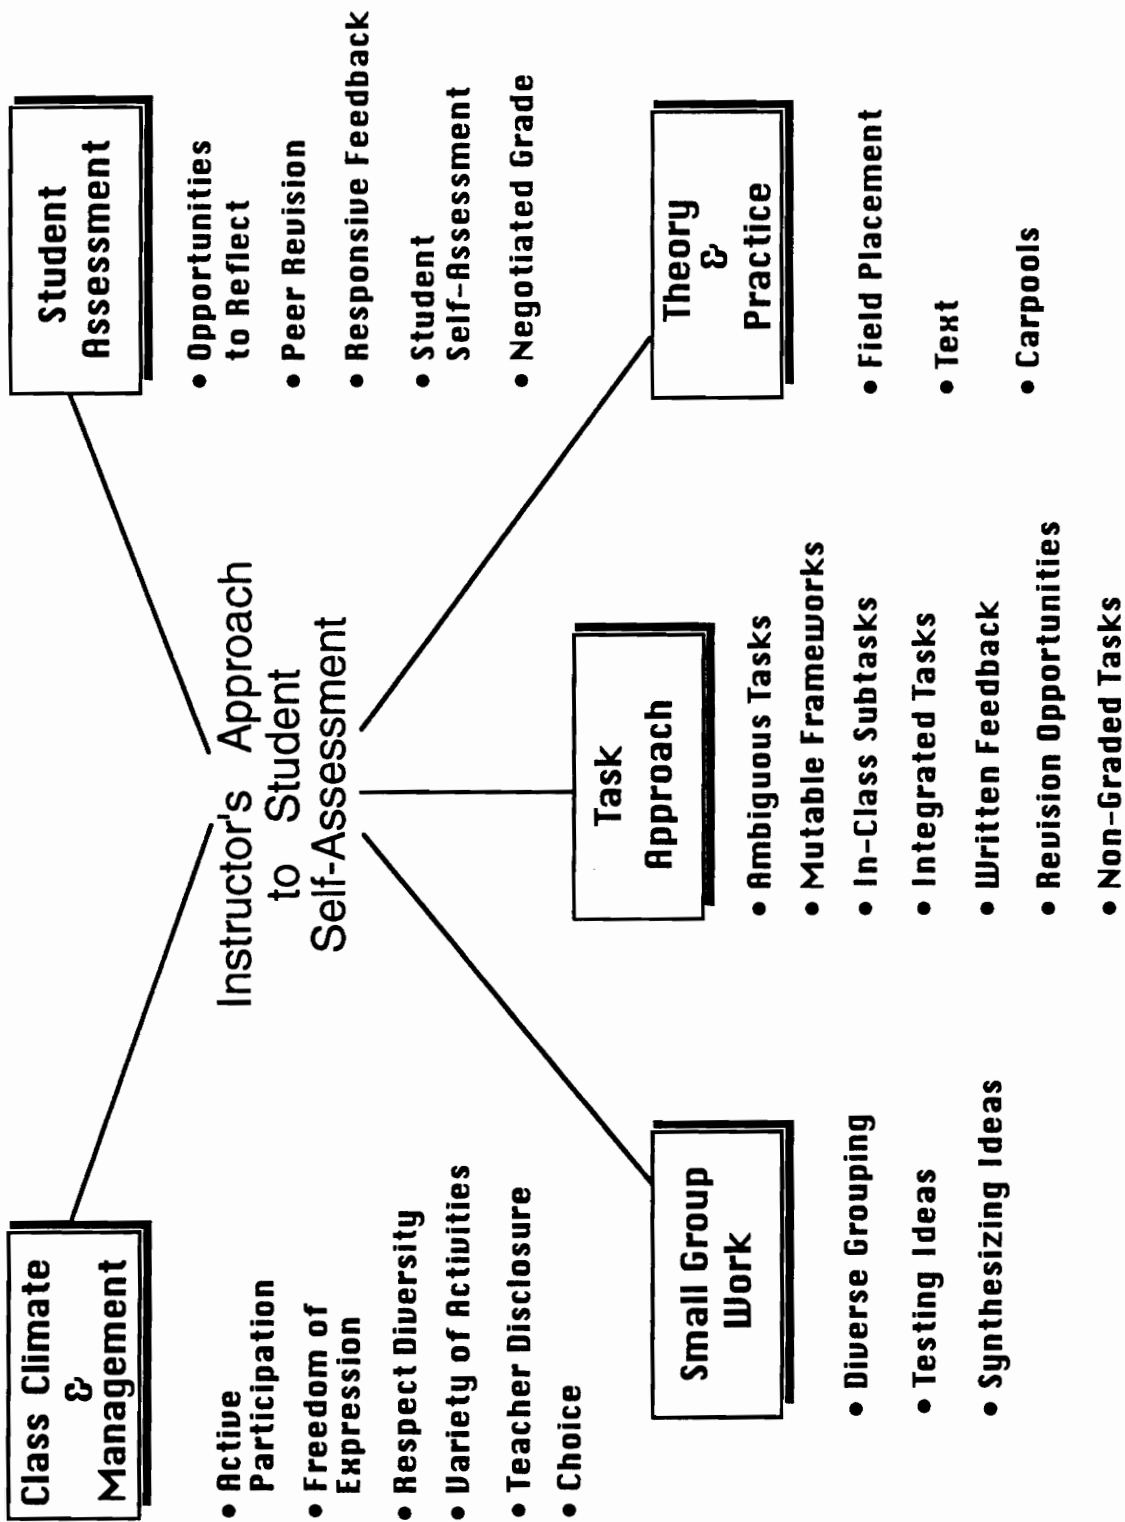 Class Climate
&
Management
• Active
Participation
• Freedom of
Expression
• Respect Diversity
• Variety of Activities
• Teacher Disclosure
• Choice
Student
Assessment
• Opportunities
to Reflect
• Peer Revision
• Responsive Feedback
• Student
Self-Assessment
• Negotiated Grade
Instructor's Approach
to Student
Self-Assessment
Small Group
Work
• Diverse Grouping
• Testing Ideas
• Synthesizing Ideas
Task
Approach
• Ambiguous Tasks
• Mutable Frameworks
• In-Class Subtasks
• Integrated Tasks
• Written Feedback
• Revision Opportunities
• Non-Graded Tasks
Theory
&
Practice
• Field Placement
• Text
• Carpools